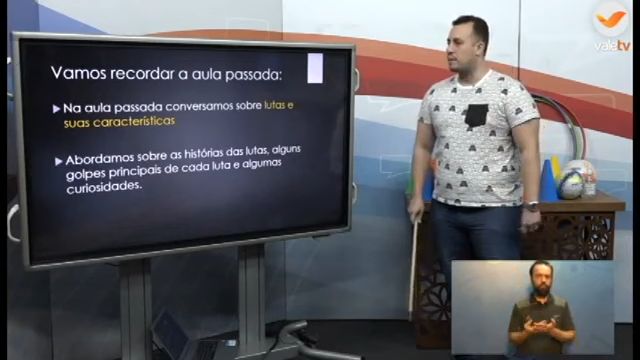 valetv
Vamos recordar a aula passada:
Na aula passada conversamos sobre lutas e
suas características
Abordamos sobre as histórias das lutas, alguns
golpes principais de cada luta e algumas
curiosidades.